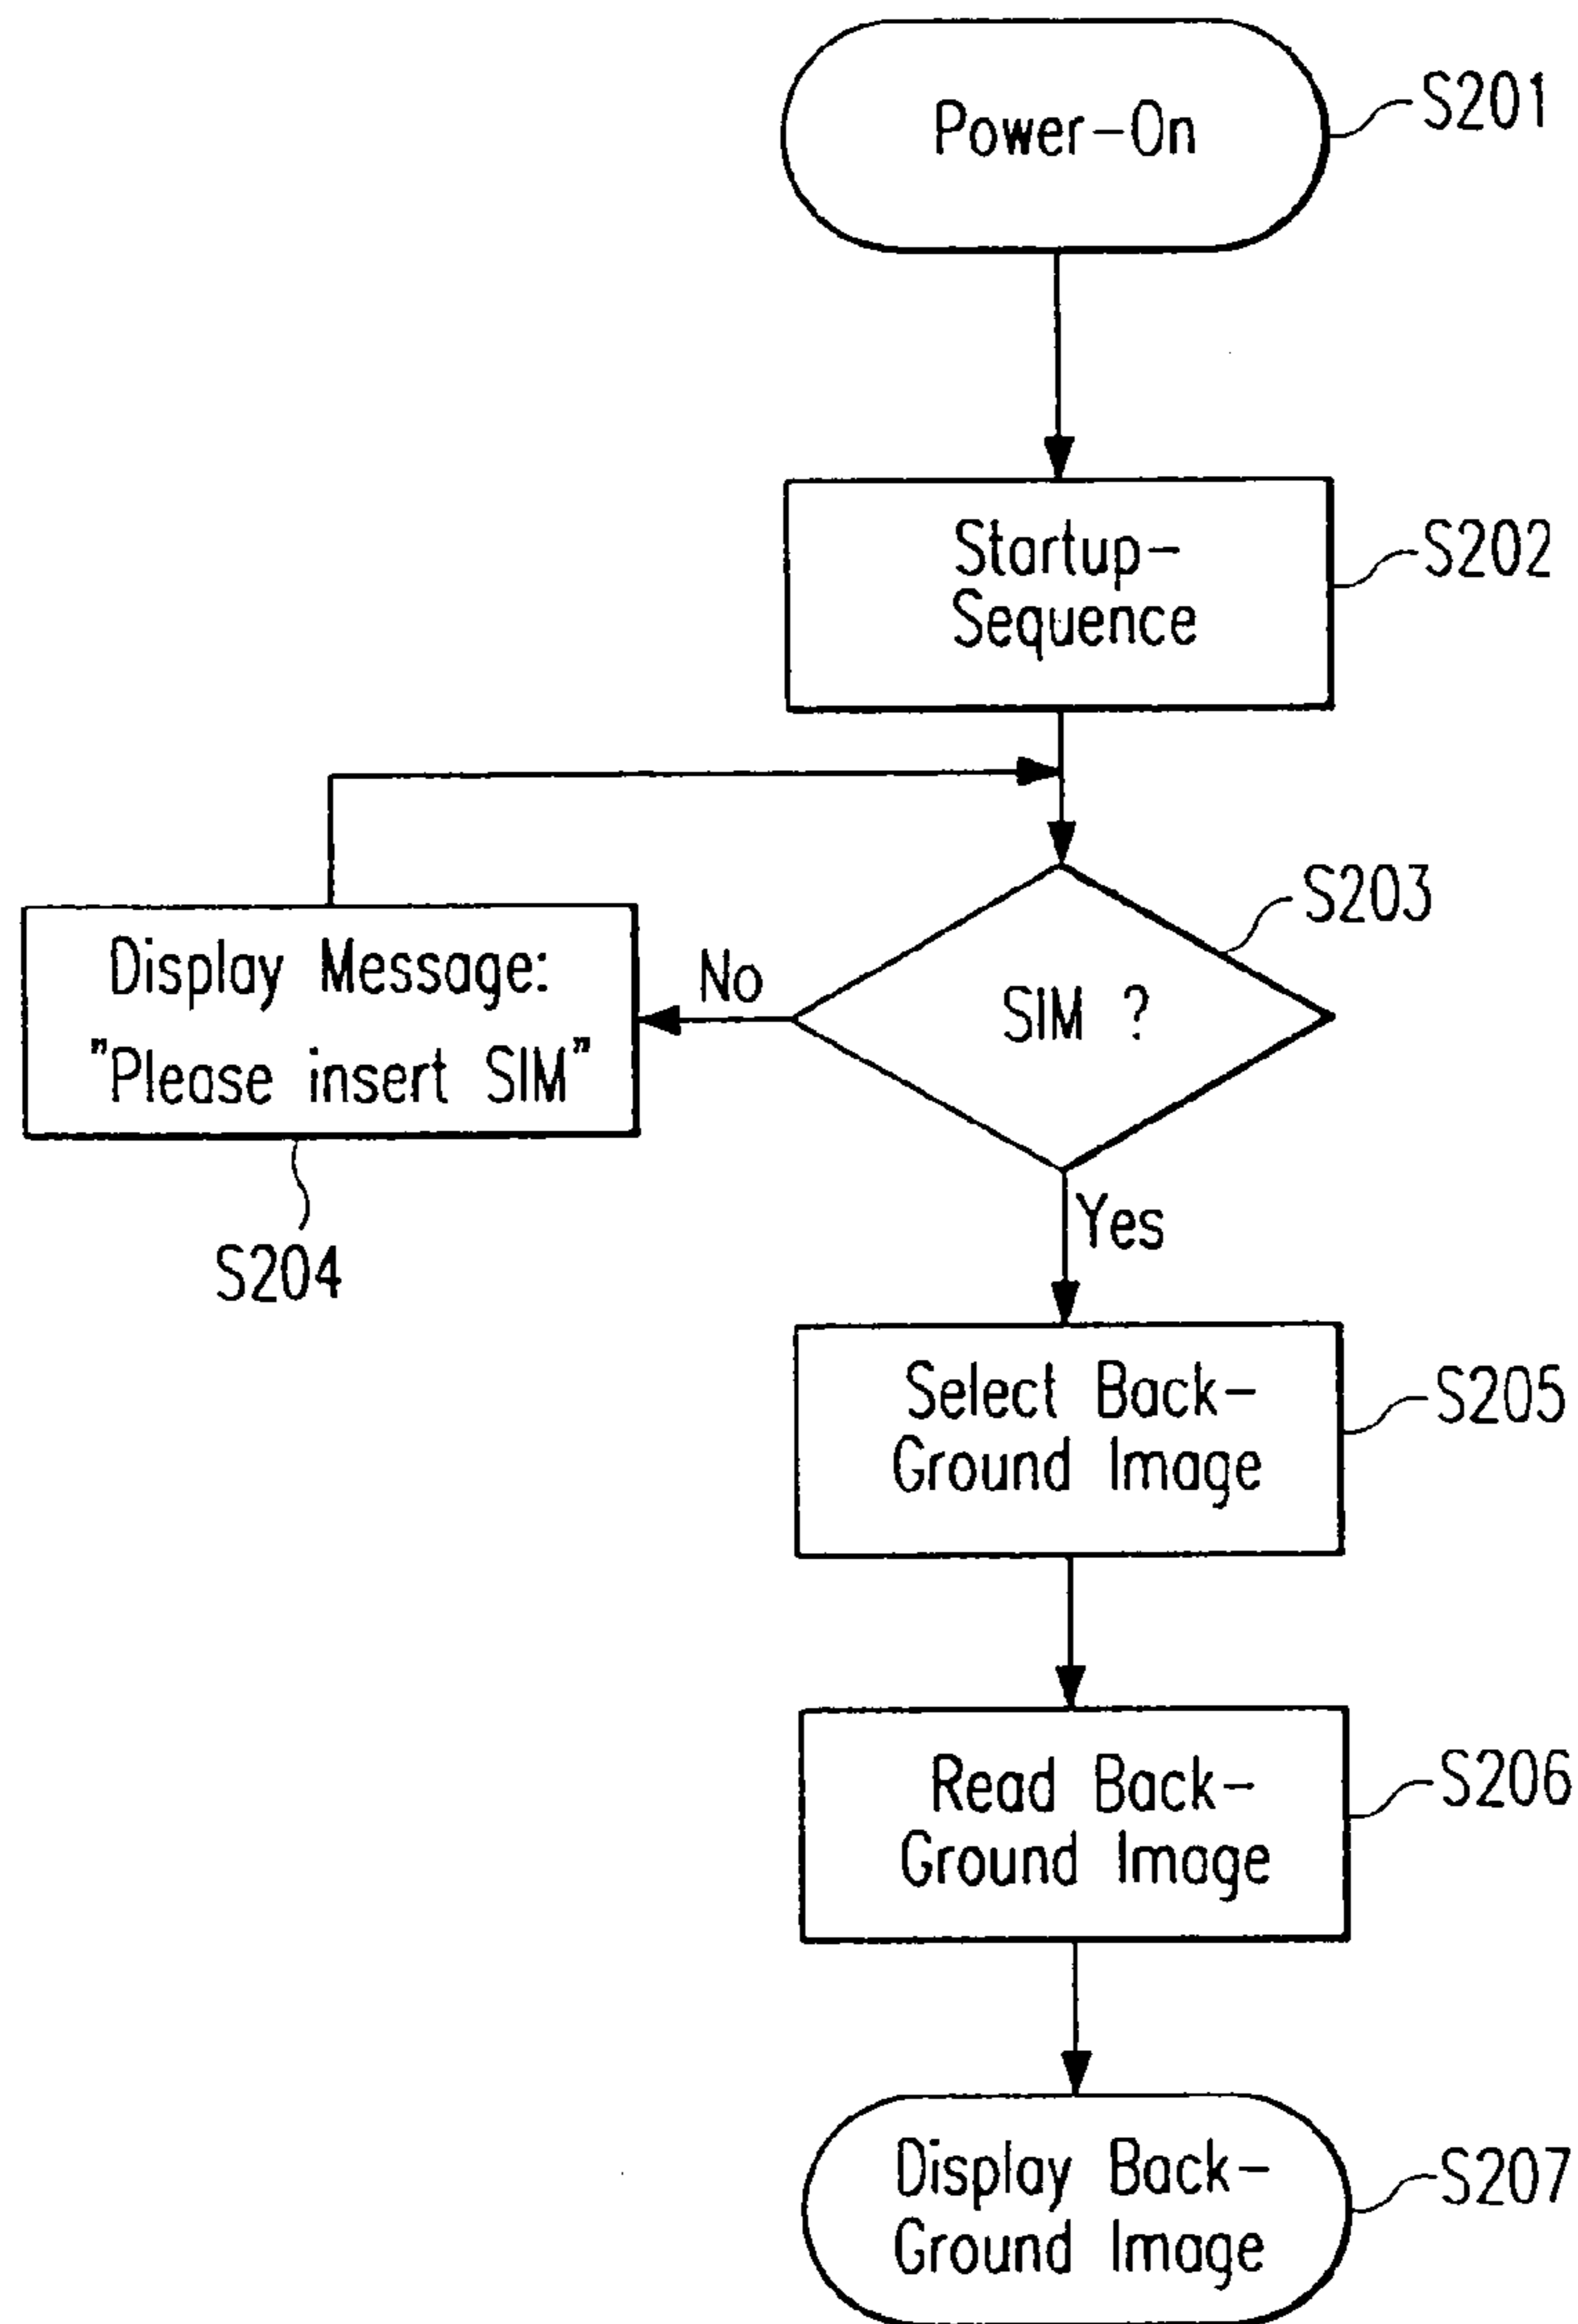 Power-On
S201
Startup-
Sequence
S202
S203
SIM ?
No
Display Message:
"Please insert SIM"
S204
Yes
Select Back-
Ground Image
S205
Read Back-
Ground Image
S206
Display Back-
Ground Image
S207